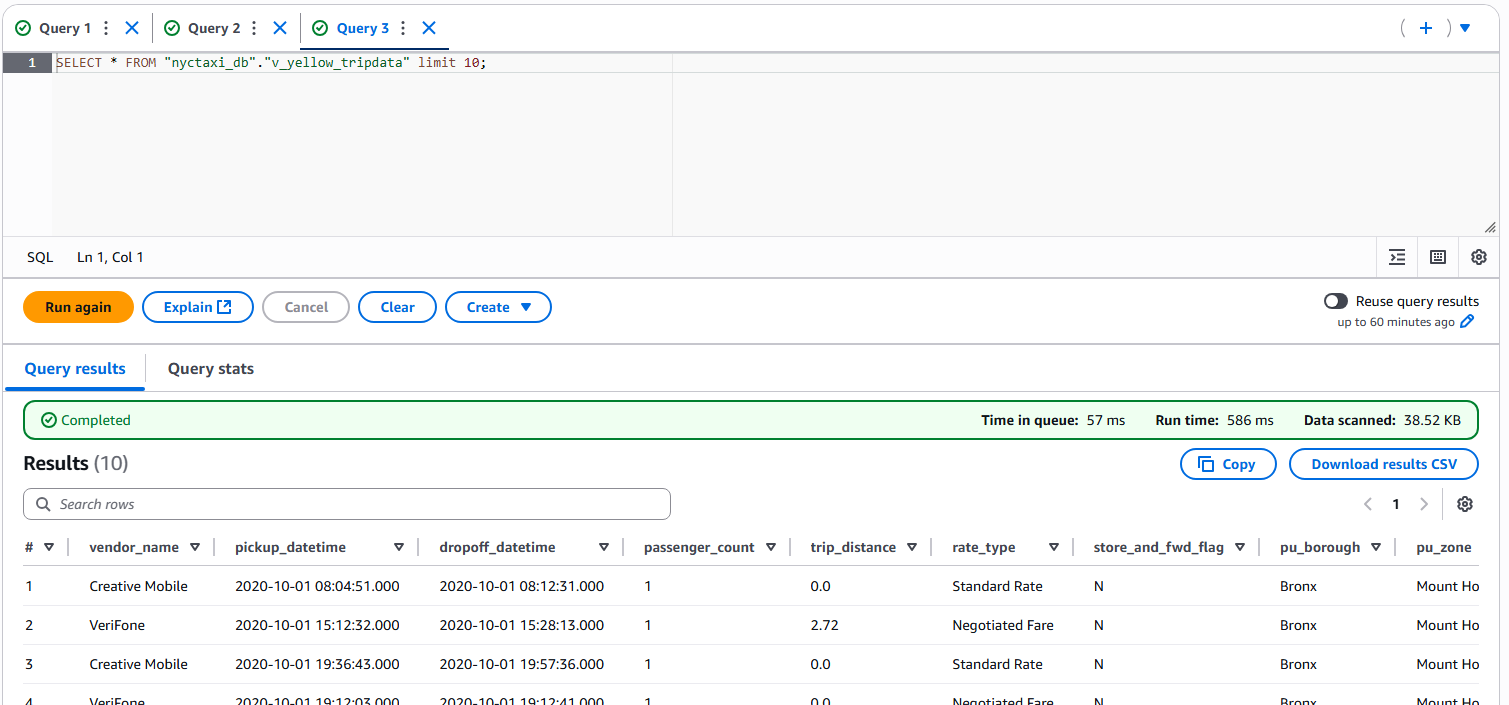 Query 1 Query 2 Query 3
1 SELECT * FROM "nyctaxi_db"."v_yellow_tripdata" limit 10;
SQL Ln 1, Col 1
Run again Explain Cancel Clear Create Reuse query results
up to 60 minutes ago
Query results Query stats
Completed Time in queue: 57 ms Run time: 586 ms Data scanned: 38.52 KB
Results (10) Copy Download results CSV
Search rows 1
# vendor_name pickup_datetime dropoff_datetime passenger_count trip_distance rate_type store_and_fwd_flag pu_borough pu_zone
1 Creative Mobile 2020-10-01 08:04:51.000 2020-10-01 08:12:31.000 1 0.0 Standard Rate N Bronx Mount Ho
2 VeriFone 2020-10-01 15:12:32.000 2020-10-01 15:28:13.000 1 2.72 Negotiated Fare N Bronx Mount Ho
3 Creative Mobile 2020-10-01 19:36:43.000 2020-10-01 19:57:36.000 1 0.0 Standard Rate N Bronx Mount Ho
4 VeriFone 2020-10-01 19:12:03.000 2020-10-01 19:12:41.000 1 0.0 Negotiated Fare N Bronx Mount Ho